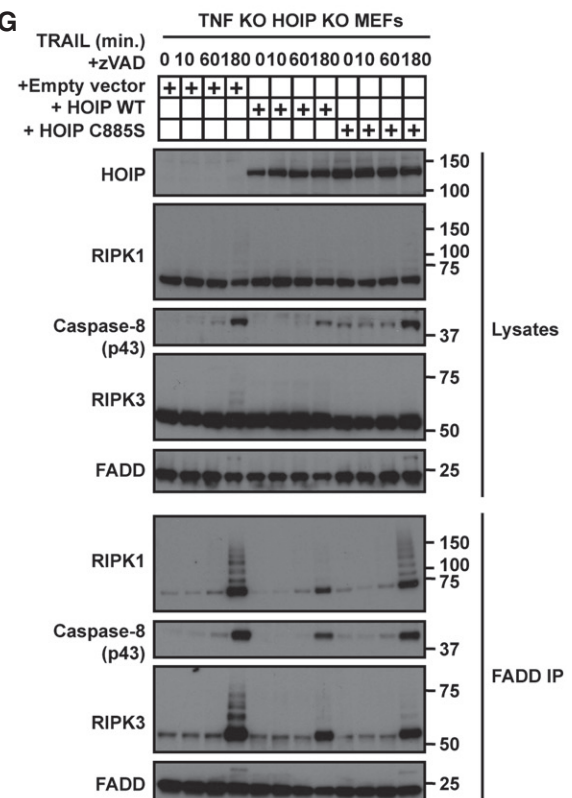 G
TNF KO HOIP KO MEFs
TRAIL (min.)
+zVAD 0 10 60 180 0 10 60 180 0 10 60 180
+Empty vector + + + +
+ HOIP WT + + + +
+ HOIP C885S + + + +
HOIP 150
100
RIPK1 150
100
75
Caspase-8
(p43) 37
Lysates
RIPK3 75
50
FADD 25
RIPK1 150
100
75
Caspase-8
(p43) 37
FADD IP
RIPK3 75
50
FADD 25